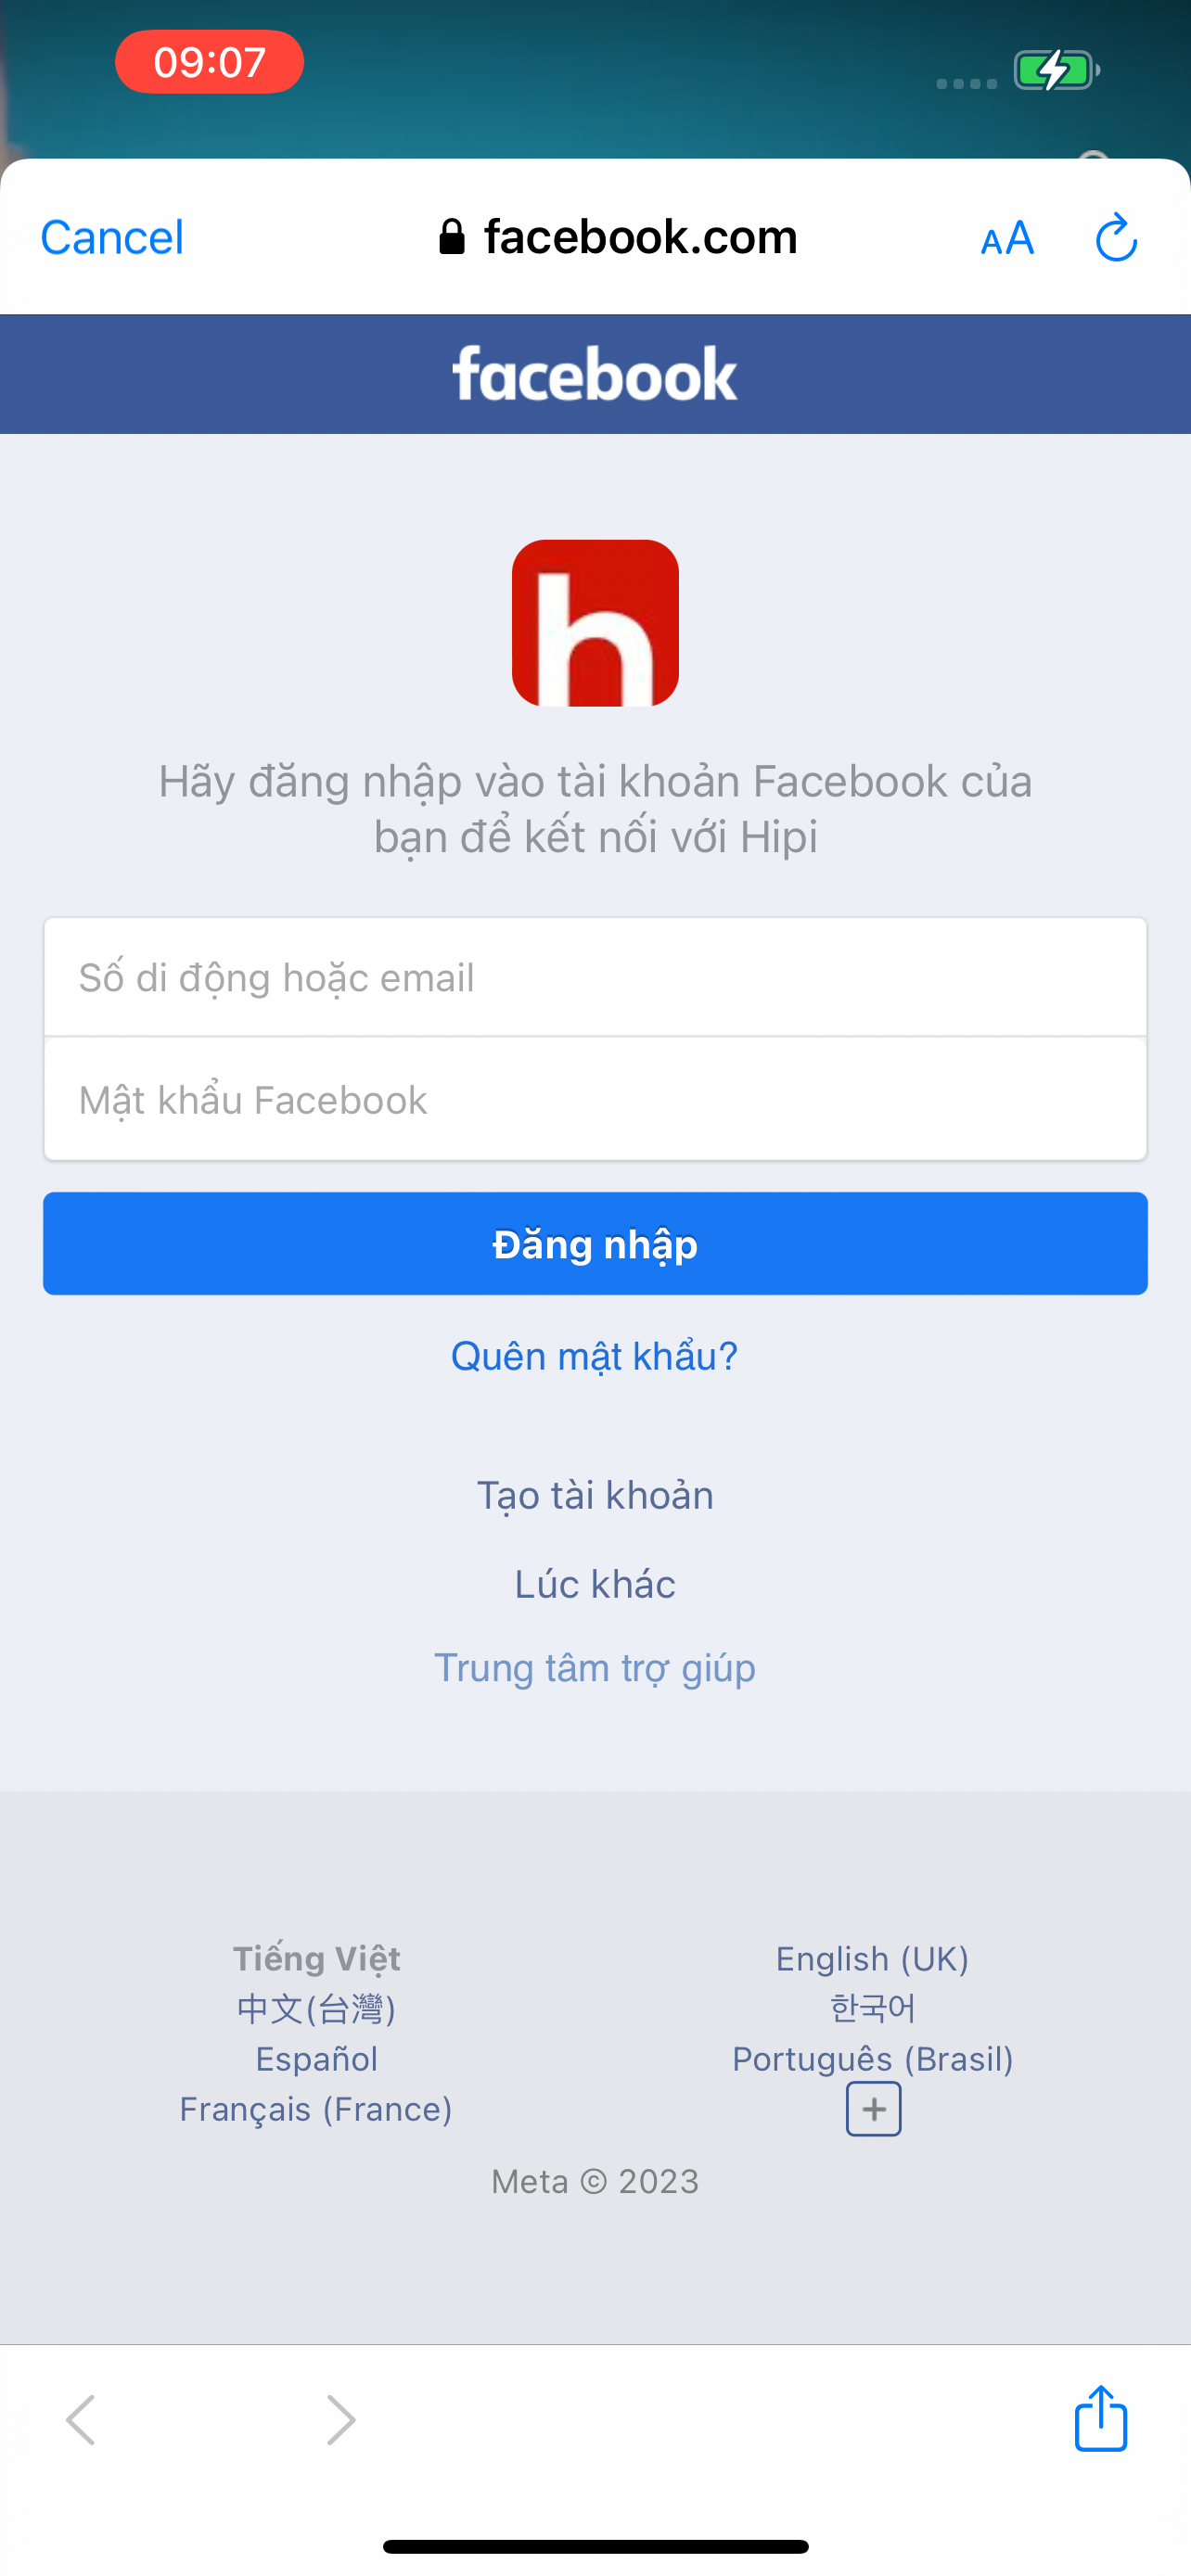 09:07
Cancel
facebook.com
AA
facebook
h
Hãy đăng nhập vào tài khoản Facebook của
bạn để kết nối với Hipi
Số di động hoặc email
Mật khẩu Facebook
Đăng nhập
Quên mật khẩu?
Tạo tài khoản
Lúc khác
Trung tâm trợ giúp
Tiếng Việt
English (UK)
中文(台灣)
한국어
Español
Português (Brasil)
Français (France)
+
Meta © 2023